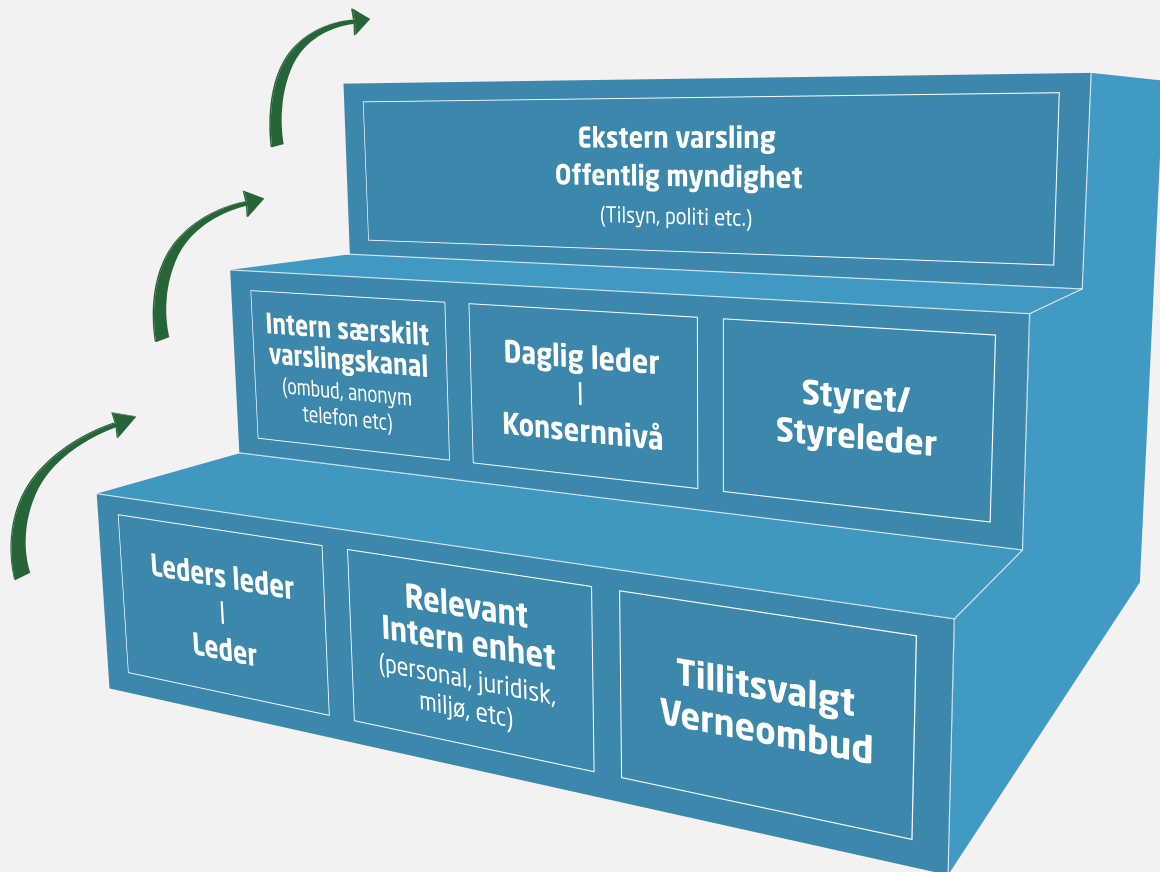 Ekstern varsling
Offentlig myndighet
(Tilsyn, politi etc.)
Intern særskilt
varslingskanal
(ombud, anonym
telefon etc)
Daglig leder
|
Konsernnivå
Styret/
Styreleder
Leders leder
|
Leder
Relevant
Intern enhet
(personal, juridisk,
miljø, etc)
Tillitsvalgt
Verneombud